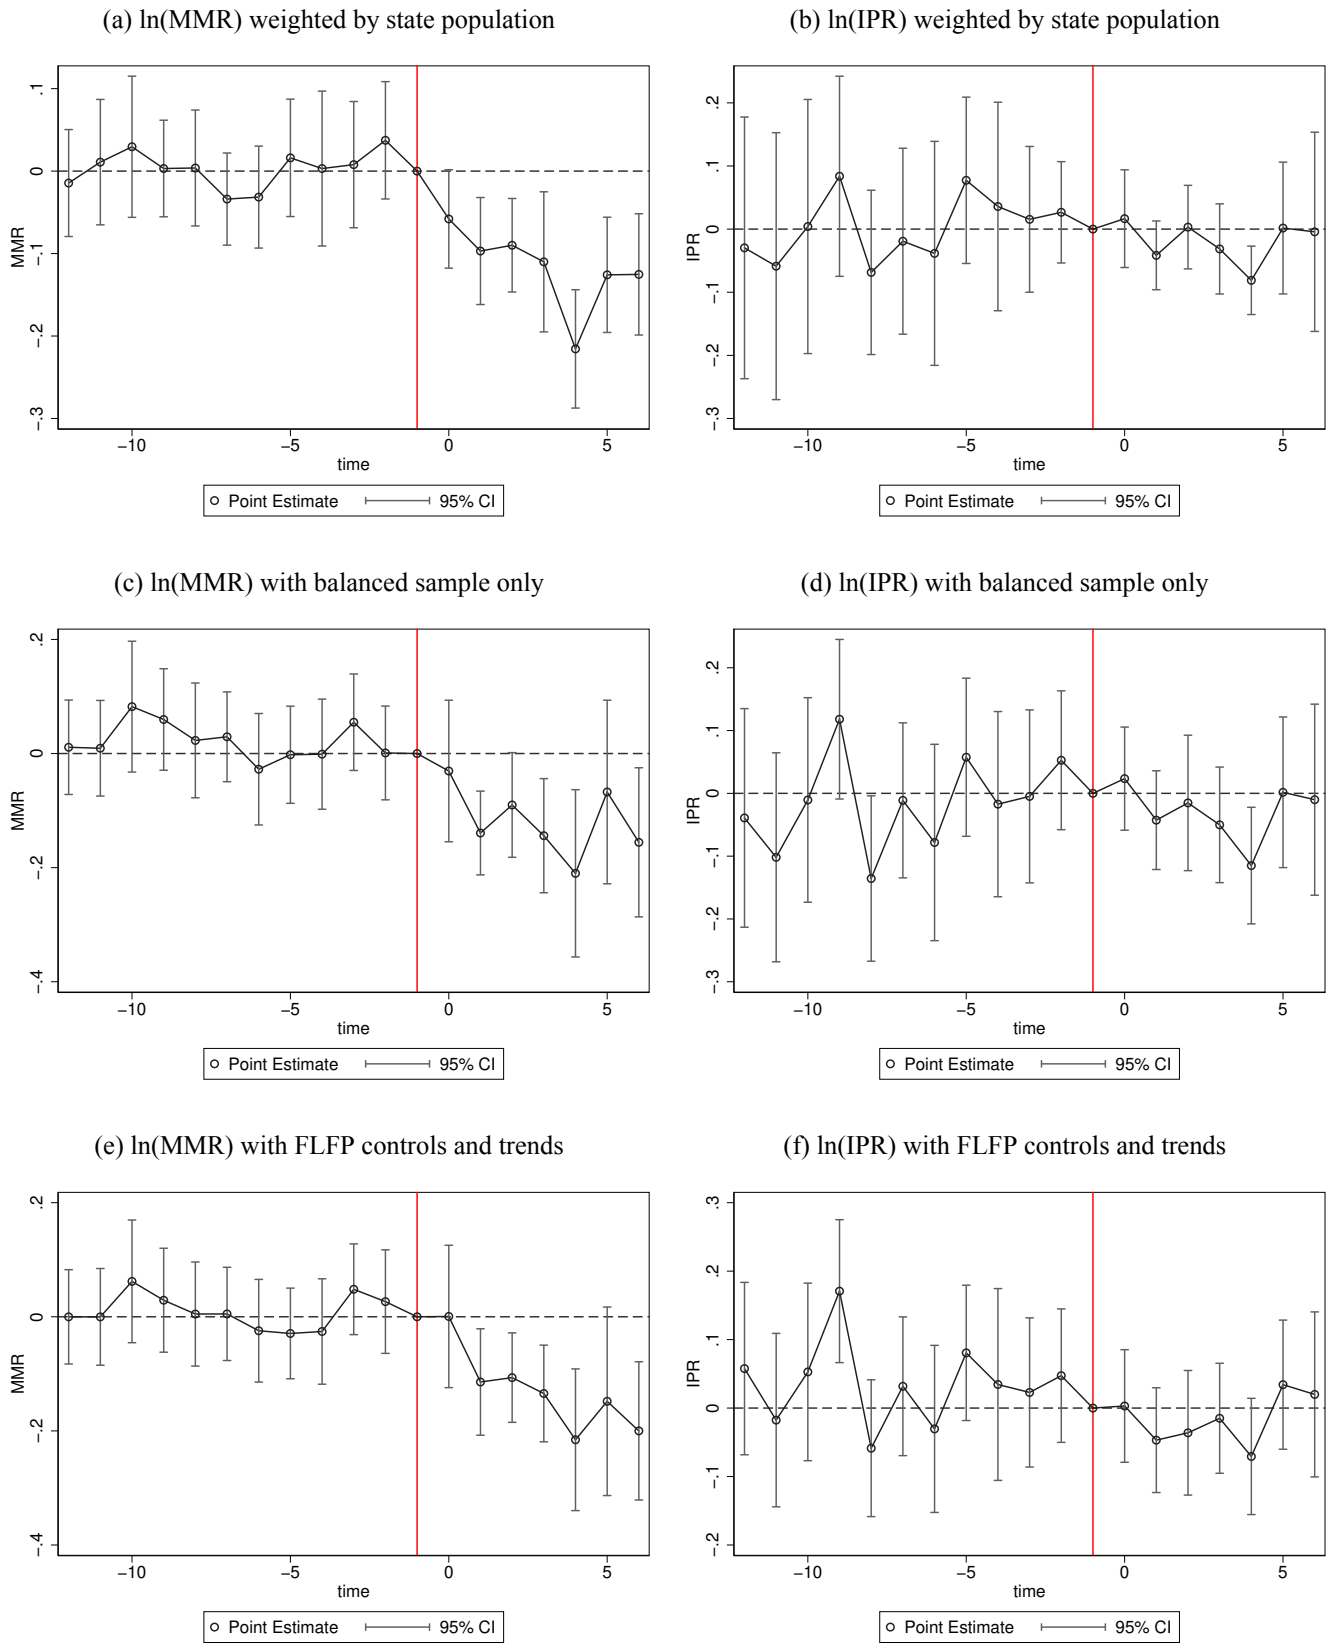 (a) ln(MMR) weighted by state population
(b) ln(IPR) weighted by state population
MMR
.1
0
-.1
-.2
-.3
-10
-5
0
5
time
Point Estimate
95% CI
IPR
.2
.1
0
-.1
-.2
-.3
-10
-5
0
5
time
Point Estimate
95% CI
(c) ln(MMR) with balanced sample only
(d) ln(IPR) with balanced sample only
MMR
.2
0
-.2
-.4
-10
-5
0
5
time
Point Estimate
95% CI
IPR
.2
.1
0
-.1
-.2
-.3
-10
-5
0
5
time
Point Estimate
95% CI
(e) ln(MMR) with FLFP controls and trends
(f) ln(IPR) with FLFP controls and trends
MMR
.2
0
-.2
-.4
-10
-5
0
5
time
Point Estimate
95% CI
IPR
.3
.2
.1
0
-.1
-.2
-10
-5
0
5
time
Point Estimate
95% CI